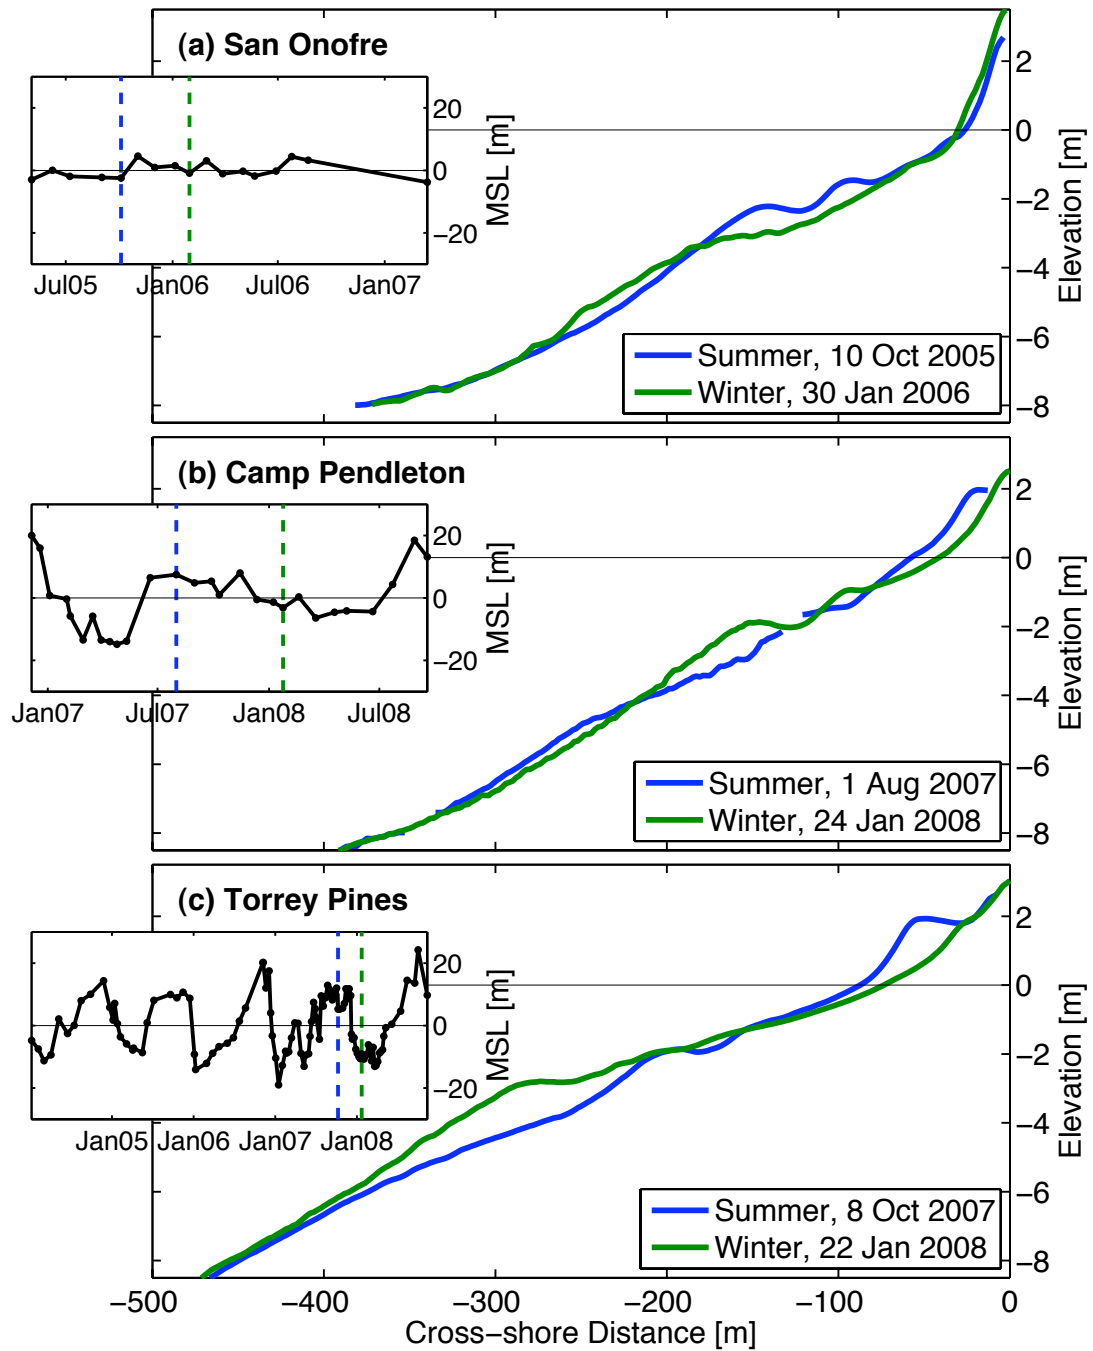 (a) San Onofre
20
0
−20
MSL [m]
Jul05 Jan06 Jul06 Jan07
2
0
−2
−4
−6
−8
Elevation [m]
Summer, 10 Oct 2005
Winter, 30 Jan 2006
(b) Camp Pendleton
20
0
−20
MSL [m]
Jan07 Jul07 Jan08 Jul08
2
0
−2
−4
−6
−8
Elevation [m]
Summer, 1 Aug 2007
Winter, 24 Jan 2008
(c) Torrey Pines
20
0
−20
MSL [m]
Jan05 Jan06 Jan07 Jan08
2
0
−2
−4
−6
−8
Elevation [m]
Summer, 8 Oct 2007
Winter, 22 Jan 2008
−500 −400 −300 −200 −100 0
Cross−shore Distance [m]